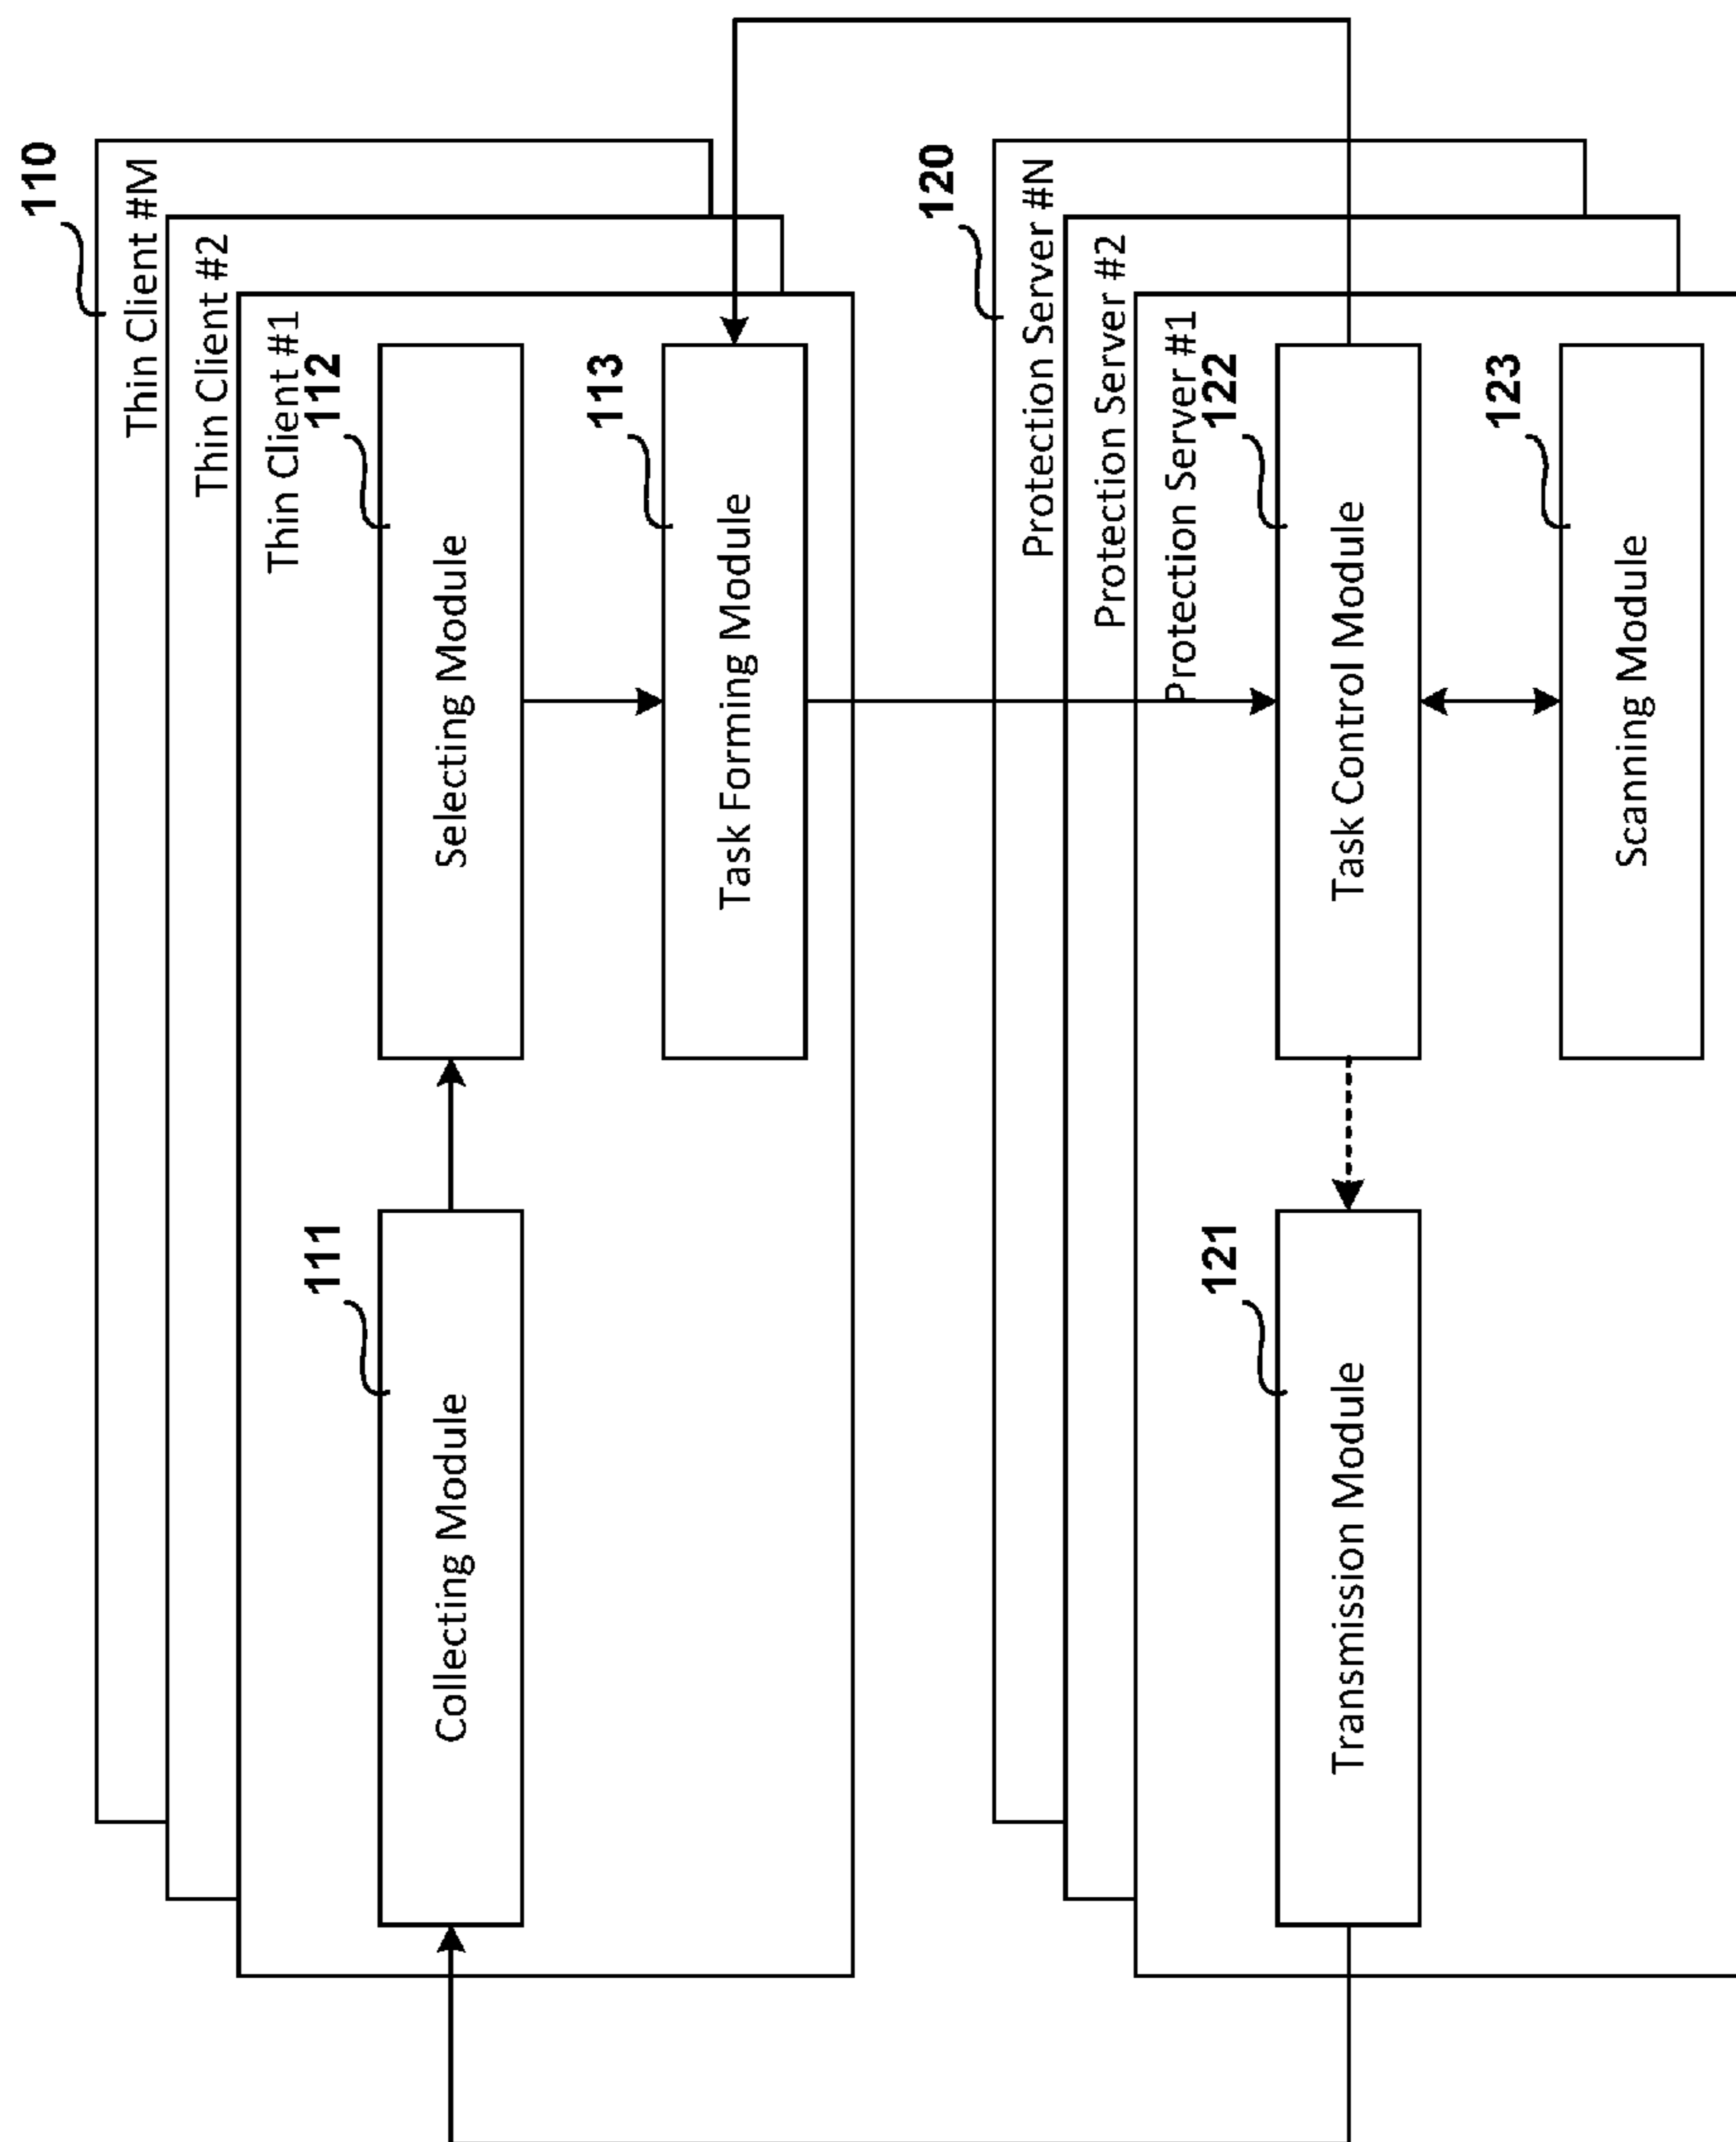 110
Thin Client #M
Thin Client #2
Thin Client #1
111
Collecting Module
112
Selecting Module
113
Task Forming Module
120
Protection Server #N
Protection Server #2
Protection Server #1
121
Transmission Module
122
Task Control Module
123
Scanning Module